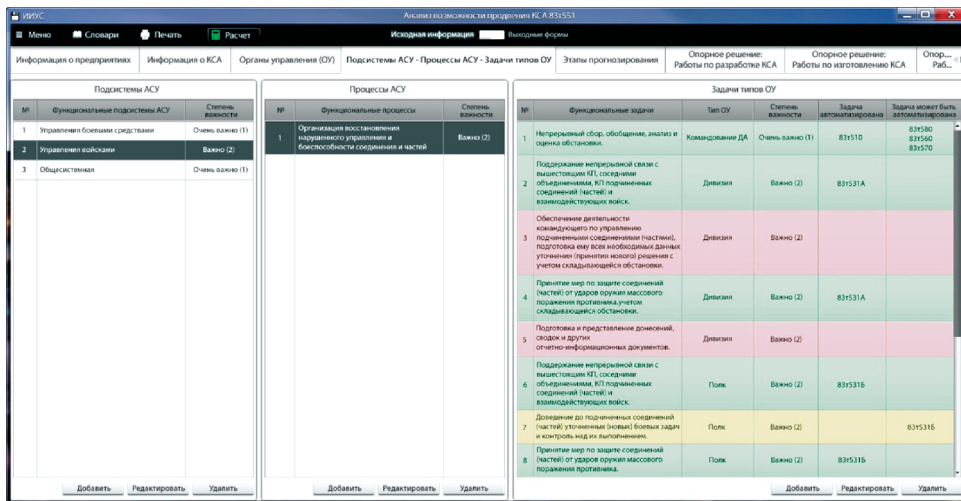 ИИУС
Анализ возможности продления КСА 83т551
Меню Словари Печать Расчет Исходная информация Выходные формы
Информация о предприятиях Информация о КСА Органы управления (ОУ) Подсистемы АСУ - Процессы АСУ - Задачи типов ОУ Этапы прогнозирования
Опорное решение:
Работы по разработке КСА
Опорное решение:
Работы по изготовлению КСА
Опор...
Раб...
Подсистемы АСУ
№ Функциональные подсистемы АСУ Степень
важности
1 Управления боевыми средствами Очень важно (1)
2 Управления войсками Важно (2)
3 Общесистемная Очень важно (1)
Добавить Редактировать Удалить
Процессы АСУ
№ Функциональные процессы Степень
важности
1 Организация восстановления
нарушенного управления и
боеспособности соединения и частей
Важно (2)
Добавить Редактировать Удалить
Задачи типов ОУ
№ Функциональные задачи Тип ОУ
Степень
важности
Задача
автоматизирована
Задача может быть
автоматизирована
1 Непрерывный сбор, обобщение, анализ и
оценка обстановки.
Командование ДА Очень важно (1) 83т510
83т580
83т560
83т570
2 Поддержание непрерывной связи с
вышестоящим КП, соседними
объединениями, КП подчиненных
соединений (частей) и
взаимодействующих войск.
Дивизия Важно (2) 83т531А
3 Обеспечение деятельности
командующего по управлению
подчиненными соединениями (частями),
подготовка ему всех необходимых данных
уточнения (принятия нового) решения с
учетом складывающейся обстановки.
Дивизия Важно (2)
4 Принятие мер по защите соединений
(частей) от ударов оружия массового
поражения противника,учетом
складывающейся обстановки.
Дивизия Важно (2) 83т531А
5 Подготовка и представление донесений,
сводок и других
отчетно-информационных документов.
Дивизия Важно (2)
6 Поддержание непрерывной связи с
вышестоящим КП, соседними
объединениями, КП подчиненных
соединений (частей) и
взаимодействующих войск.
Полк Важно (2) 83т531Б
7 Доведение до подчиненных соединений
(частей) уточненных (новых) боевых задач
и контроль над их выполнением.
Полк Важно (2) 83т531Б
8 Принятие мер по защите соединений
(частей) от ударов оружия массового
поражения противника.
Полк Важно (2) 83т531Б
Добавить Редактировать Удалить